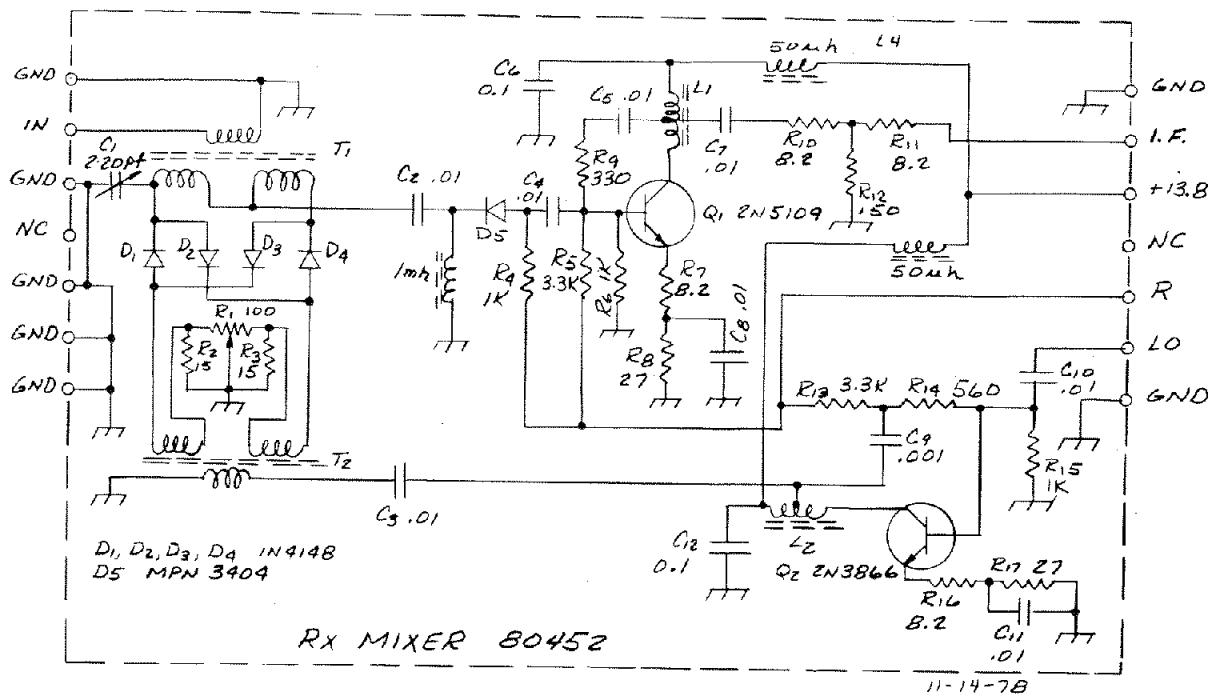 GND
IN
C1
2-20pf
GND
NC
GND
GND
GND
T1
D1
D2
D3
D4
R1 100
R2
15
R3
15
T2
C2 .01
1mh
D5
C4
.01
R4
1K
R5
3.3K
R6
1K
R9
330
C6
0.1
C5 .01
L1
50µh
L4
C7
.01
R10
8.2
R11
8.2
R12
150
Q1 2N5109
R7
8.2
R8
27
C8 .01
50µh
GND
I.F.
+13.8
NC
R
LO
GND
C10
.01
R13
3.3K
R14
560
C9
.001
R15
1K
C3 .01
C12
0.1
L2
Q2 2N3866
R16
8.2
R17 27
C11
.01
D1, D2, D3, D4 IN4148
D5 MPN 3404
RX MIXER 80452
11-14-78